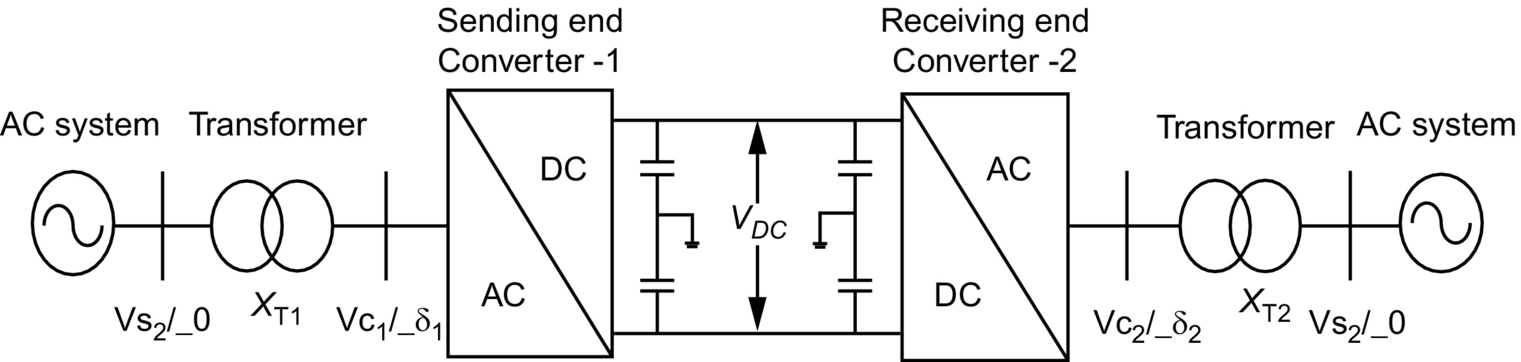 Sending end
Converter -1
Receiving end
Converter -2
AC system
Transformer
Transformer
AC system
DC
AC
V_DC
AC
DC
Vs₂/_0
X_T1
Vc₁/_δ₁
Vc₂/_δ₂
X_T2
Vs₂/_0